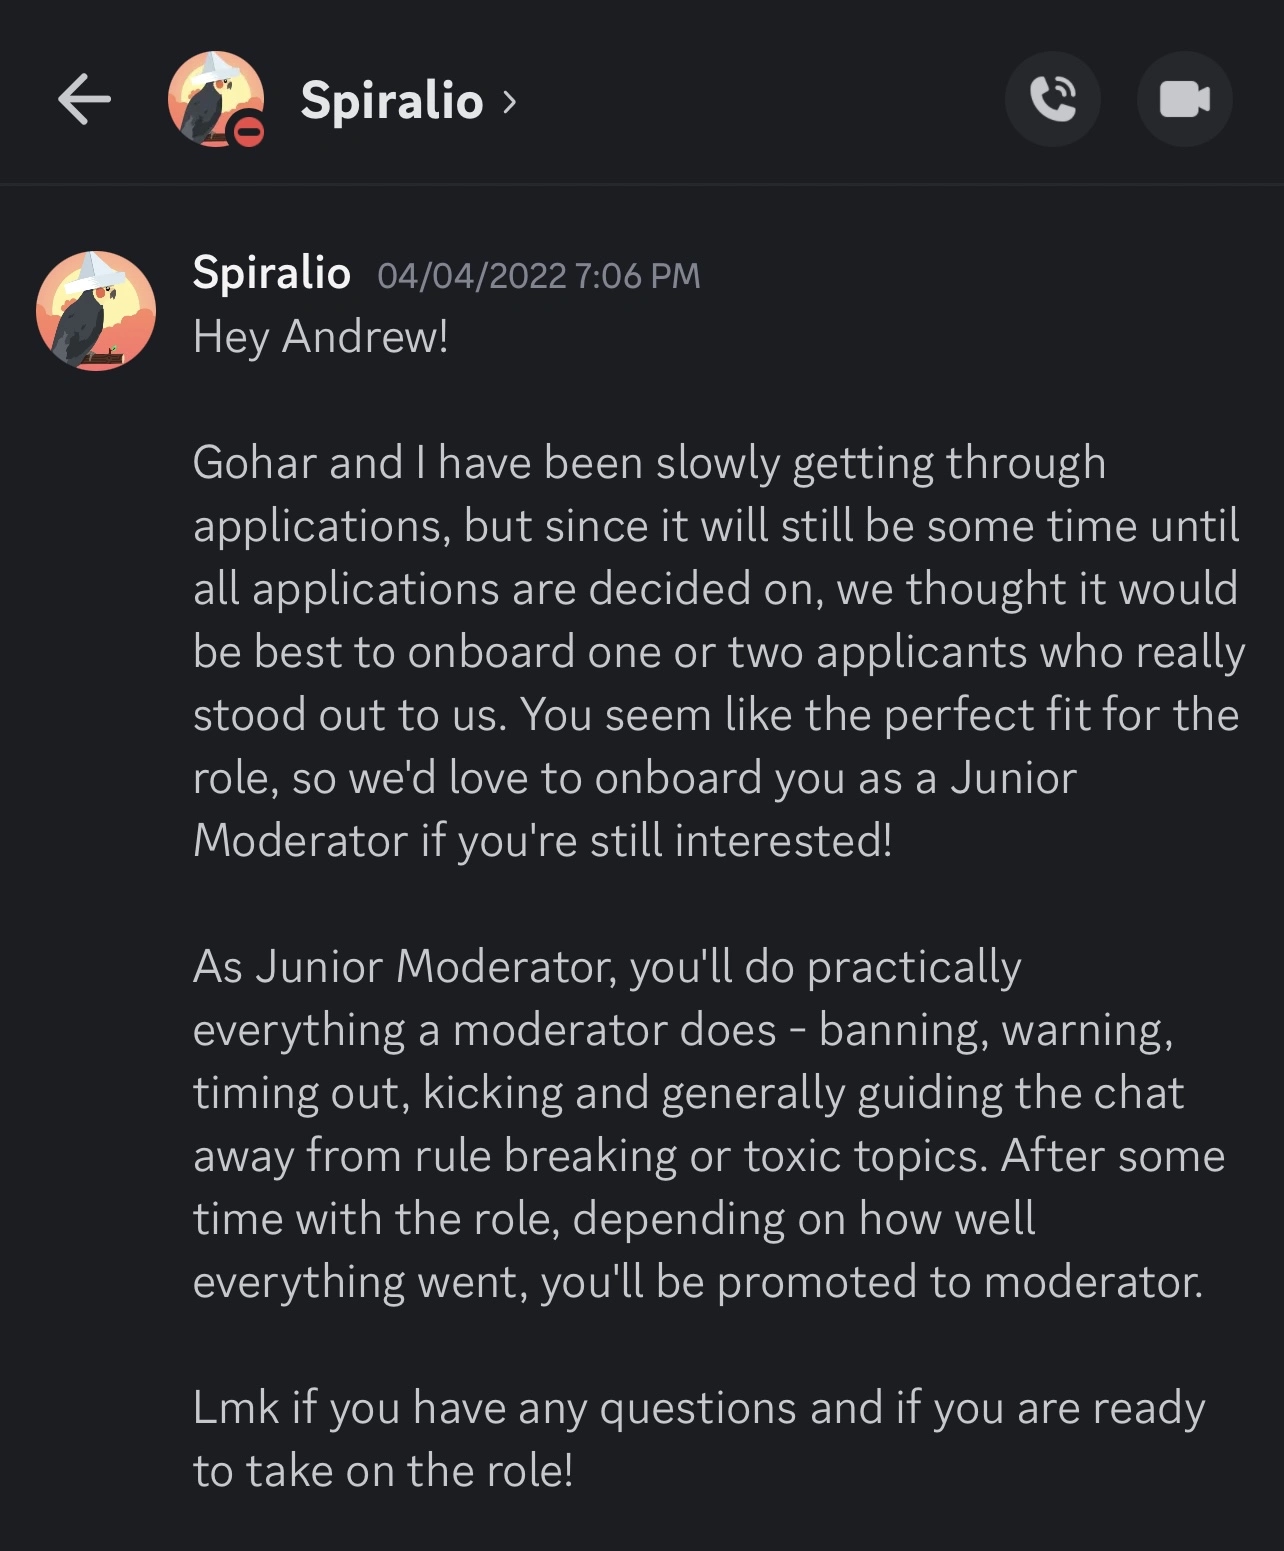 Spiralio
Spiralio 04/04/2022 7:06 PM
Hey Andrew!
Gohar and I have been slowly getting through
applications, but since it will still be some time until
all applications are decided on, we thought it would
be best to onboard one or two applicants who really
stood out to us. You seem like the perfect fit for the
role, so we'd love to onboard you as a Junior
Moderator if you're still interested!
As Junior Moderator, you'll do practically
everything a moderator does - banning, warning,
timing out, kicking and generally guiding the chat
away from rule breaking or toxic topics. After some
time with the role, depending on how well
everything went, you'll be promoted to moderator.
Lmk if you have any questions and if you are ready
to take on the role!